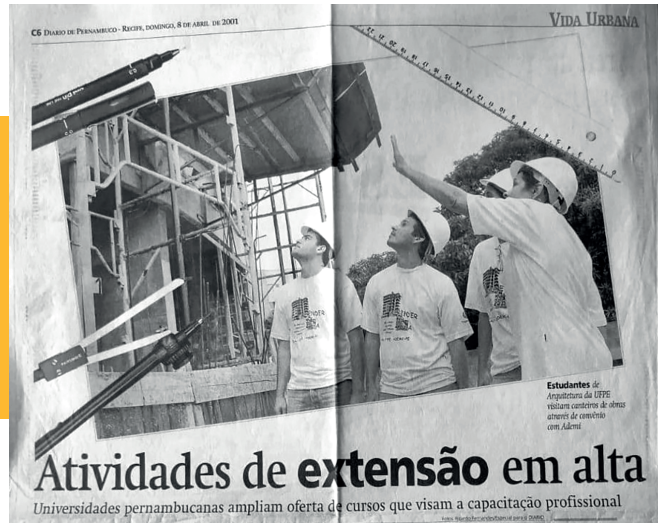 C6 DIARIO DE PERNAMBUCO - RECIFE, DOMINGO, 8 DE ABRIL DE 2001
VIDA URBANA
Estudantes de
Arquitetura da UFPE
visitam canteiros de obras
através de convênio
com Ademi
Atividades de extensão em alta
Universidades pernambucanas ampliam oferta de cursos que visam a capacitação profissional